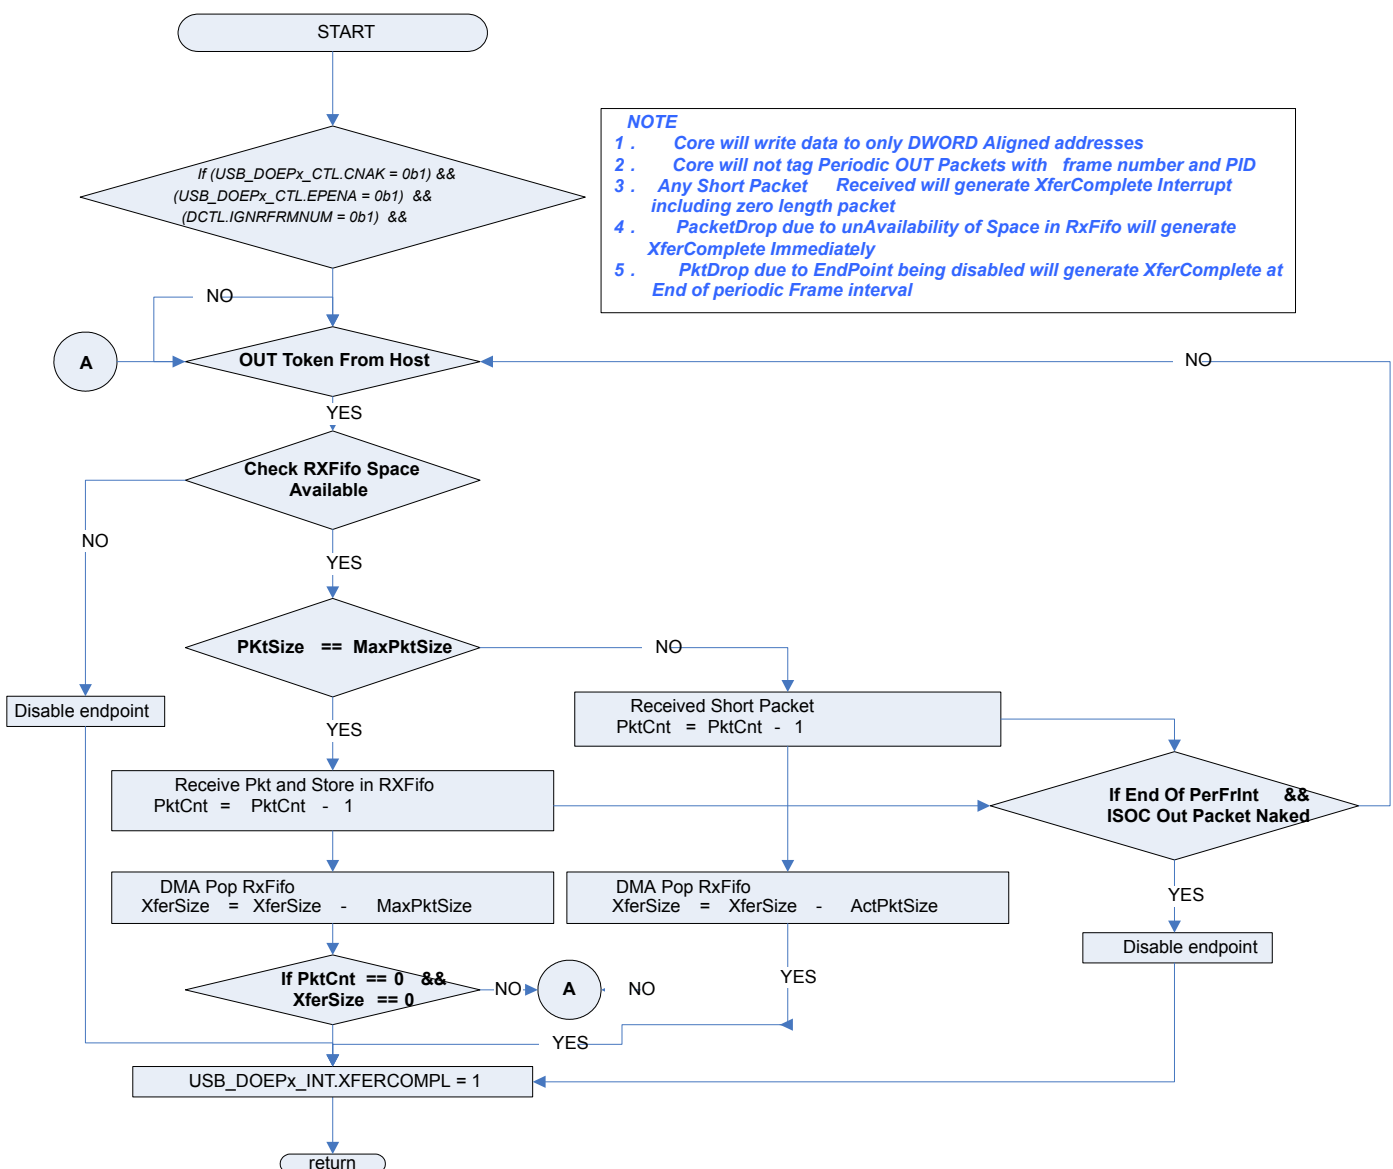 START
If (USB_DOEPx_CTL.CNAK = 0b1) &&
(USB_DOEPx_CTL.EPENA = 0b1) &&
(DCTL.IGNRFRMNUM = 0b1) &&
NOTE
1 . Core will write data to only DWORD Aligned addresses
2 . Core will not tag Periodic OUT Packets with frame number and PID
3 . Any Short Packet Received will generate XferComplete Interrupt
including zero length packet
4 . PacketDrop due to unAvailability of Space in RxFifo will generate
XferComplete Immediately
5 . PktDrop due to EndPoint being disabled will generate XferComplete at
End of periodic Frame interval
NO
A
OUT Token From Host
NO
YES
Check RXFifo Space
Available
NO
YES
PKtSize == MaxPktSize
NO
Disable endpoint
YES
Received Short Packet
PktCnt = PktCnt - 1
Receive Pkt and Store in RXFifo
PktCnt = PktCnt - 1
If End Of PerFrInt &&
ISOC Out Packet Naked
DMA Pop RxFifo
XferSize = XferSize - MaxPktSize
DMA Pop RxFifo
XferSize = XferSize - ActPktSize
YES
Disable endpoint
If PktCnt == 0 &&
XferSize == 0
NO
A
NO
YES
YES
USB_DOEPx_INT.XFERCOMPL = 1
return